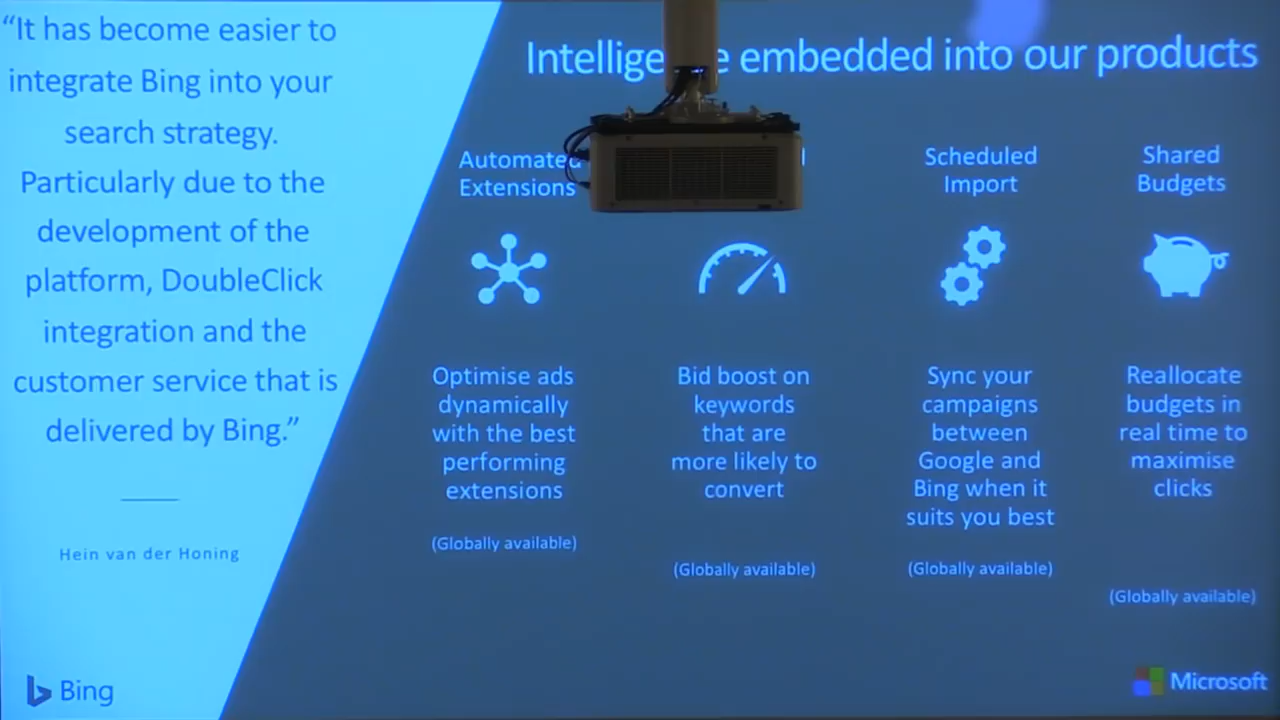 “It has become easier to
integrate Bing into your
search strategy.
Particularly due to the
development of the
platform, DoubleClick
integration and the
customer service that is
delivered by Bing.”
Hein van der Honing
Bing
embedded into our products
Automated
Extensions
Optimise ads
dynamically
with the best
performing
extensions
(Globally available)
Bid boost on
keywords
that are
more likely to
convert
(Globally available)
Scheduled
Import
Sync your
campaigns
between
Google and
Bing when it
suits you best
(Globally available)
Shared
Budgets
Reallocate
budgets in
real time to
maximise
clicks
(Globally available)
Microsoft